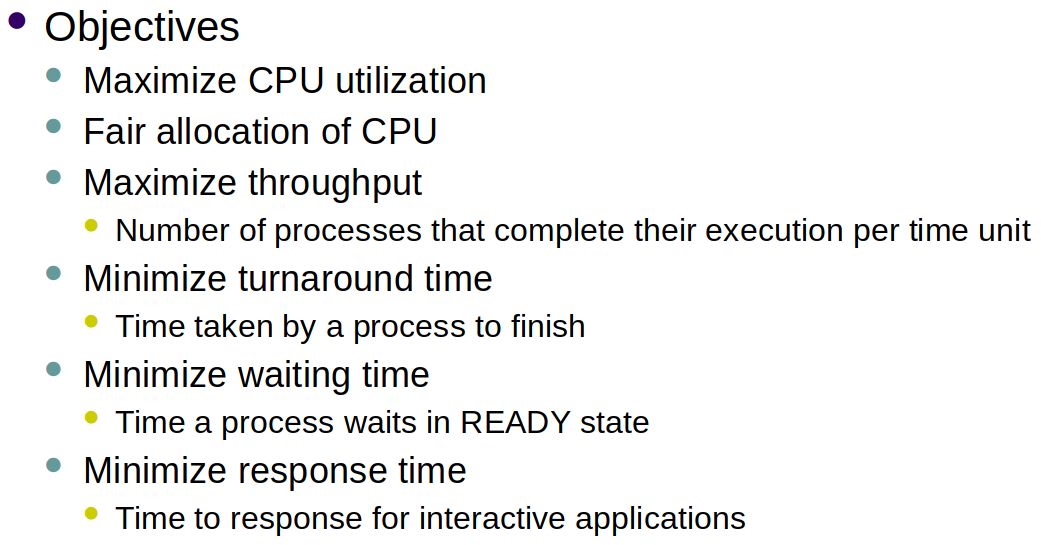 Objectives
Maximize CPU utilization
Fair allocation of CPU
Maximize throughput
Number of processes that complete their execution per time unit
Minimize turnaround time
Time taken by a process to finish
Minimize waiting time
Time a process waits in READY state
Minimize response time
Time to response for interactive applications